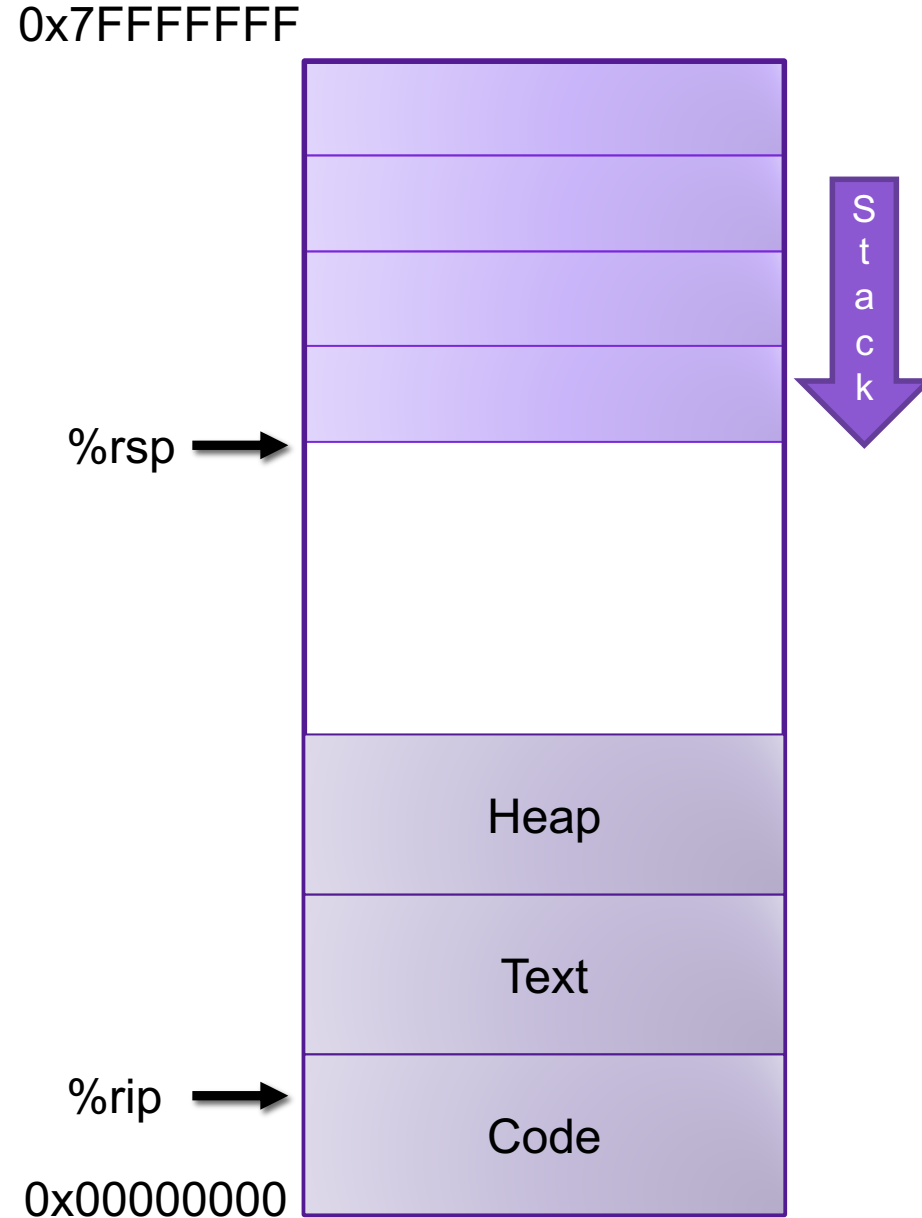 0x7FFFFFFF
S
t
a
c
k
%rsp
Heap
Text
%rip
Code
0x00000000